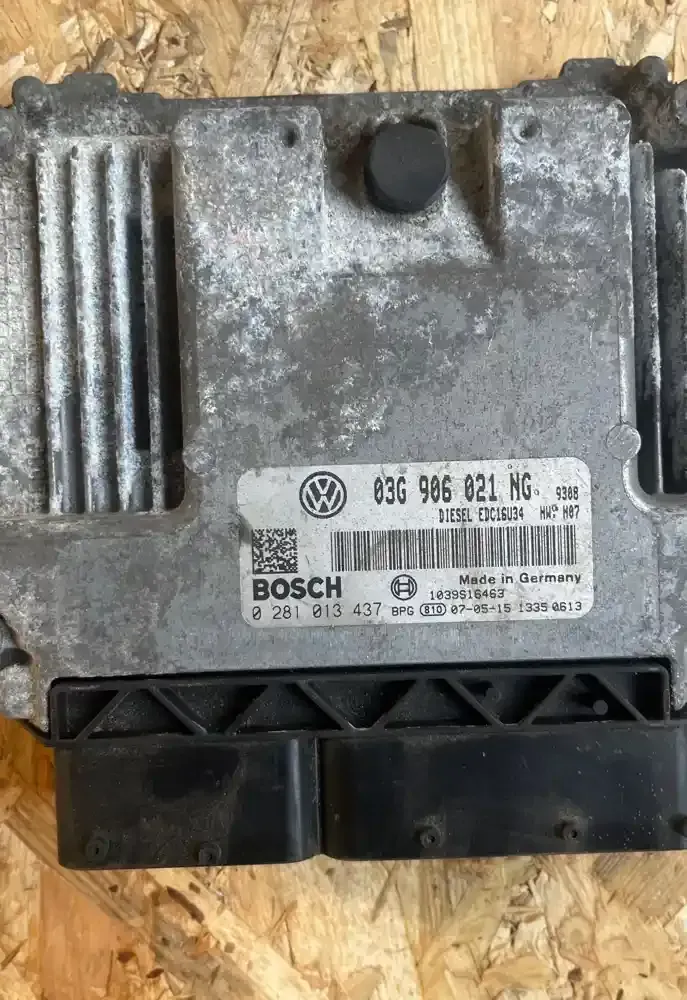 03G 906 021 NG 9308
DIESEL EDC16U34 HW: H07
Made in Germany
BOSCH 1039S16463
0 281 013 437 BPG 810 07-05-15 1335 0613